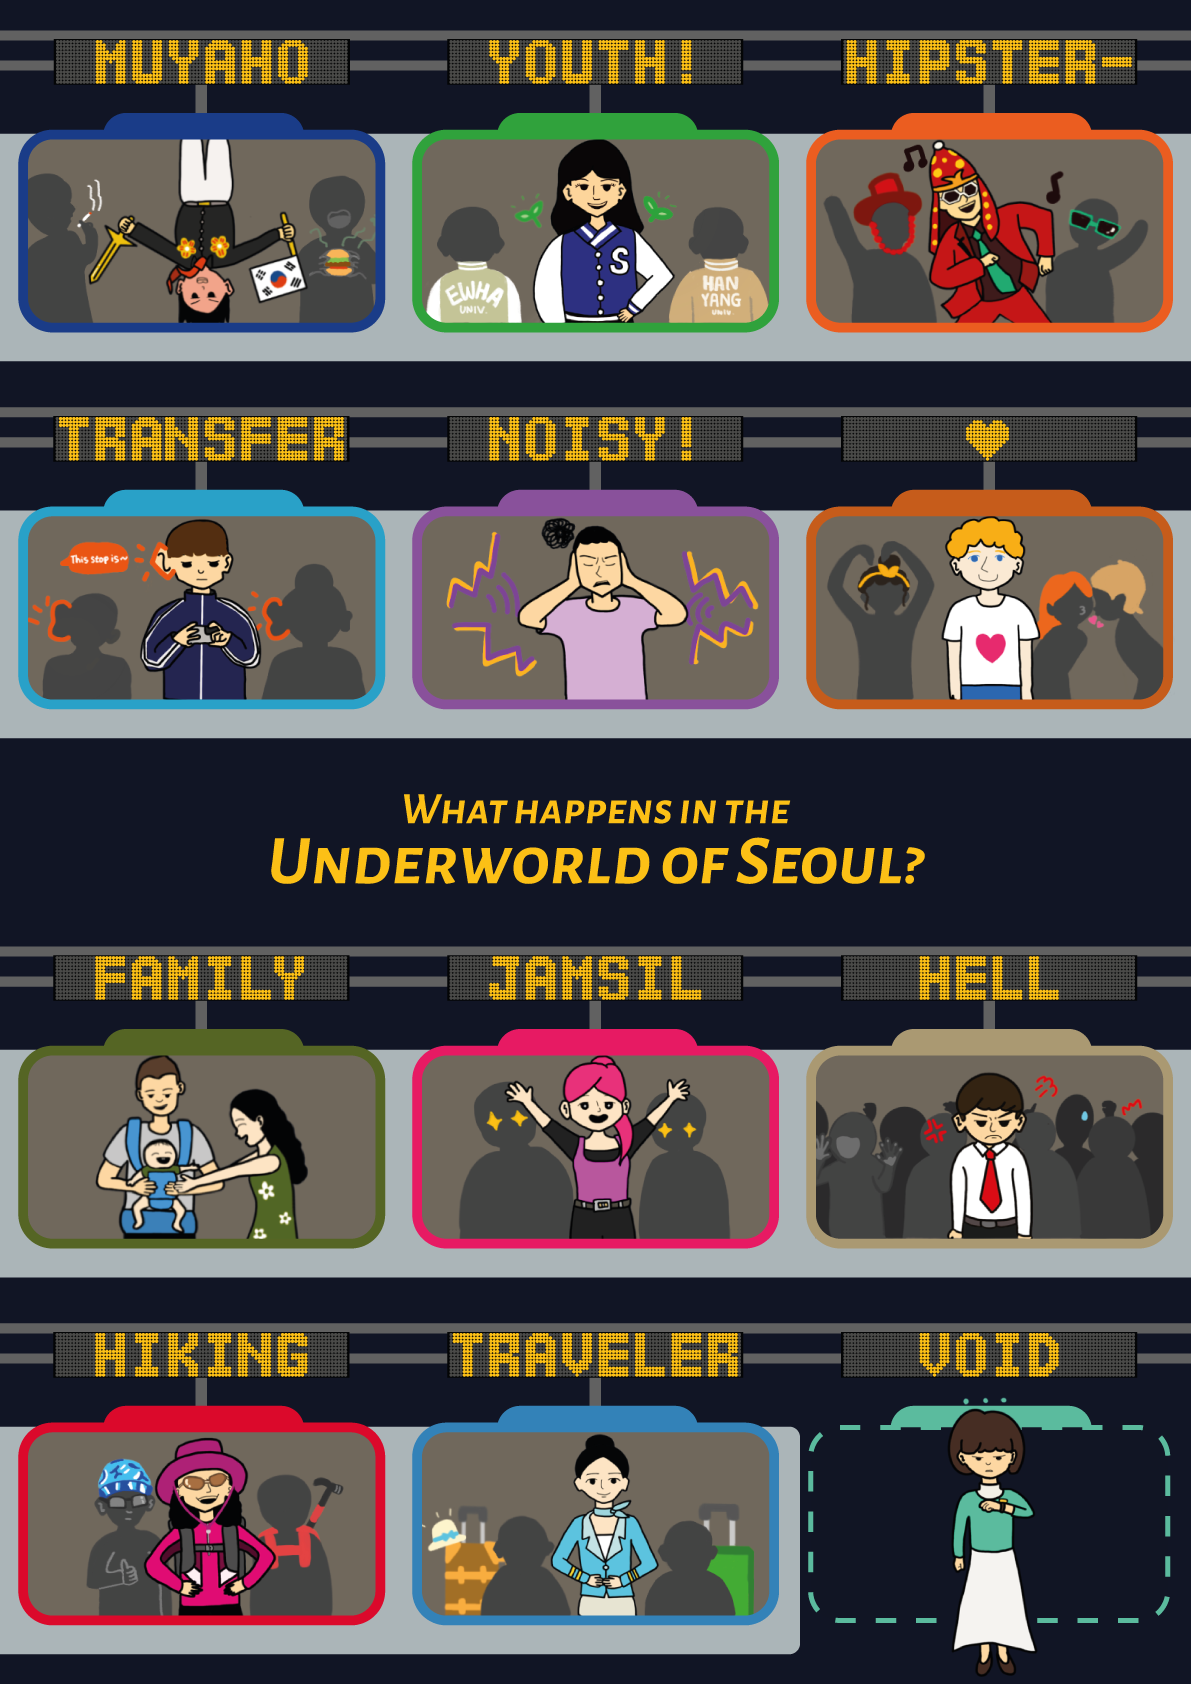 MUYAHO
YOUTH!
HIPSTER-
EWHA
UNIV.
S
HAN
YANG
UNIV.
TRANSFER
NOISY!
♥
This stop is~
WHAT HAPPENS IN THE
UNDERWORLD OF SEOUL?
FAMILY
JAMSIL
HELL
HIKING
TRAVELER
VOID